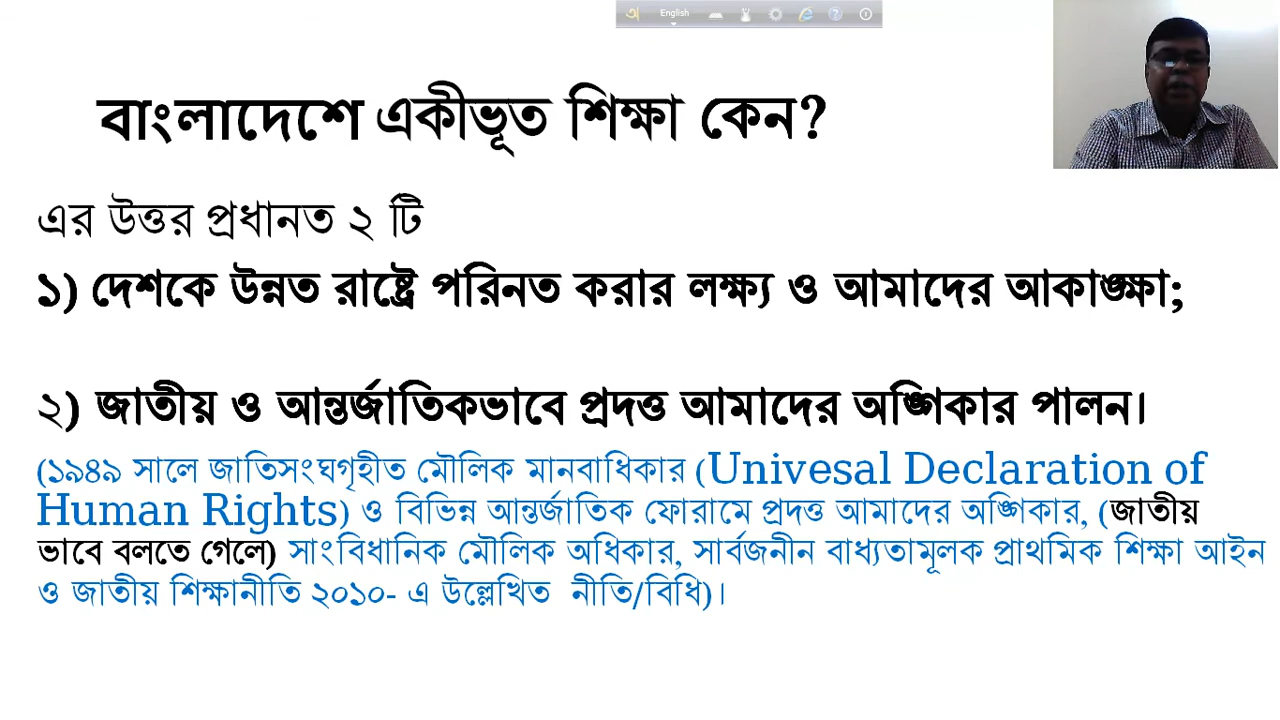 English
বাংলাদেশে একীভূত শিক্ষা কেন?
এর উত্তর প্রধানত ২ টি
১) দেশকে উন্নত রাষ্ট্রে পরিনত করার লক্ষ্য ও আমাদের আকাঙ্ক্ষা;
২) জাতীয় ও আন্তর্জাতিকভাবে প্রদত্ত আমাদের অঙ্গিকার পালন।
(১৯৪৯ সালে জাতিসংঘগৃহীত মৌলিক মানবাধিকার (Univesal Declaration of
Human Rights) ও বিভিন্ন আন্তর্জাতিক ফোরামে প্রদত্ত আমাদের অঙ্গিকার, (জাতীয়
ভাবে বলতে গেলে) সাংবিধানিক মৌলিক অধিকার, সার্বজনীন বাধ্যতামূলক প্রাথমিক শিক্ষা আইন
ও জাতীয় শিক্ষানীতি ২০১০- এ উল্লেখিত নীতি/বিধি)।